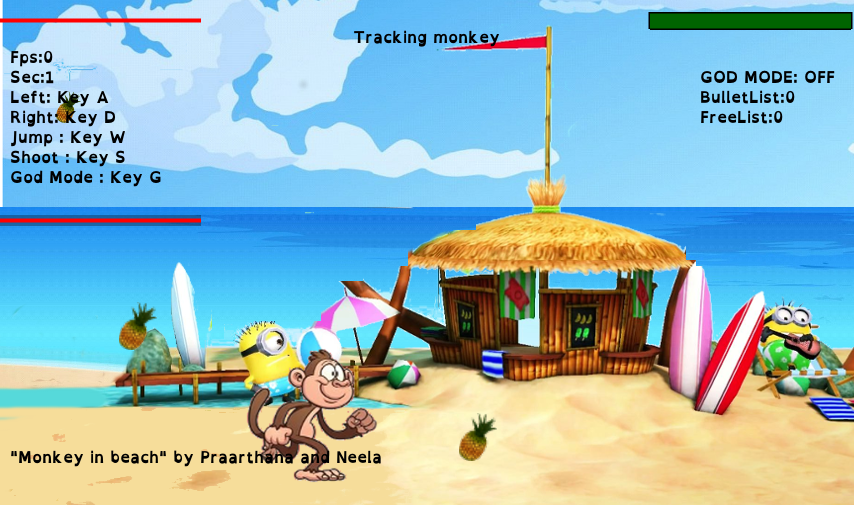 Tracking monkey
Fps:0
Sec:1
Left: Key A
Right: Key D
Jump : Key W
Shoot : Key S
God Mode : Key G
GOD MODE: OFF
BulletList:0
FreeList:0
"Monkey in beach" by Praarthana and Neela